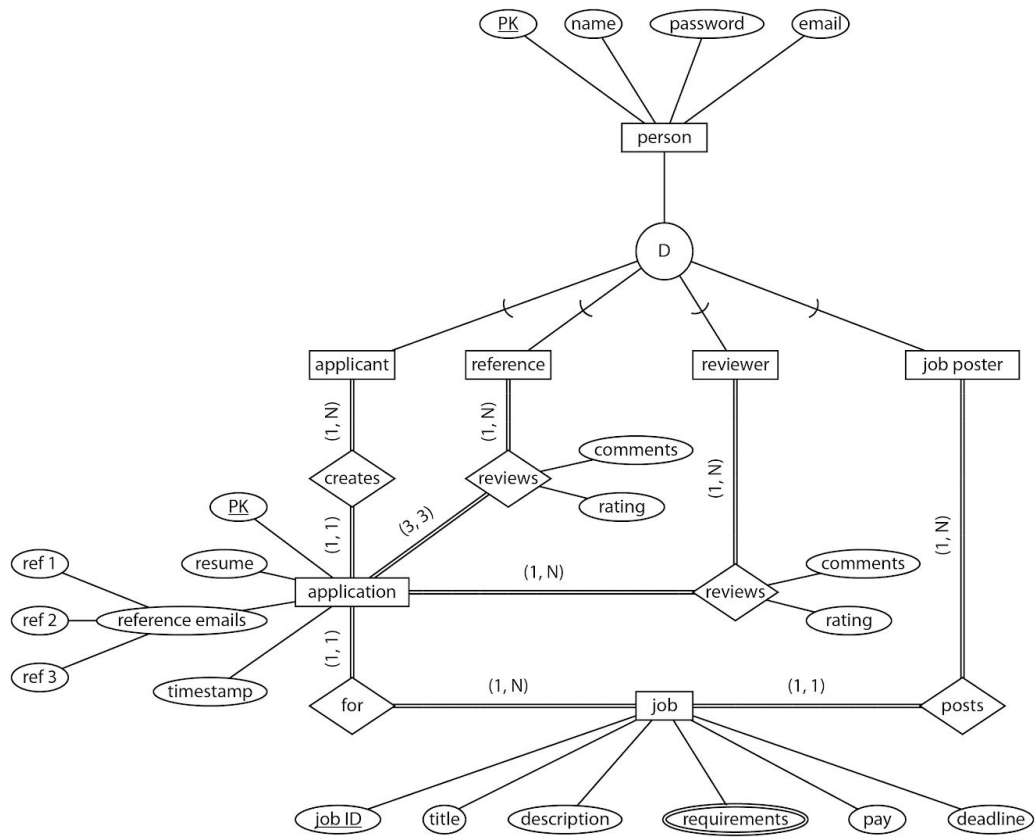 PK
name
password
email
person
D
applicant
reference
reviewer
job poster
(1, N)
(1, N)
(1, N)
(1, N)
creates
reviews
comments
rating
PK
(1, 1)
(3, 3)
ref 1
resume
application
(1, N)
reviews
comments
rating
ref 2
reference emails
ref 3
timestamp
(1, 1)
for
(1, N)
job
(1, 1)
posts
job ID
title
description
requirements
pay
deadline